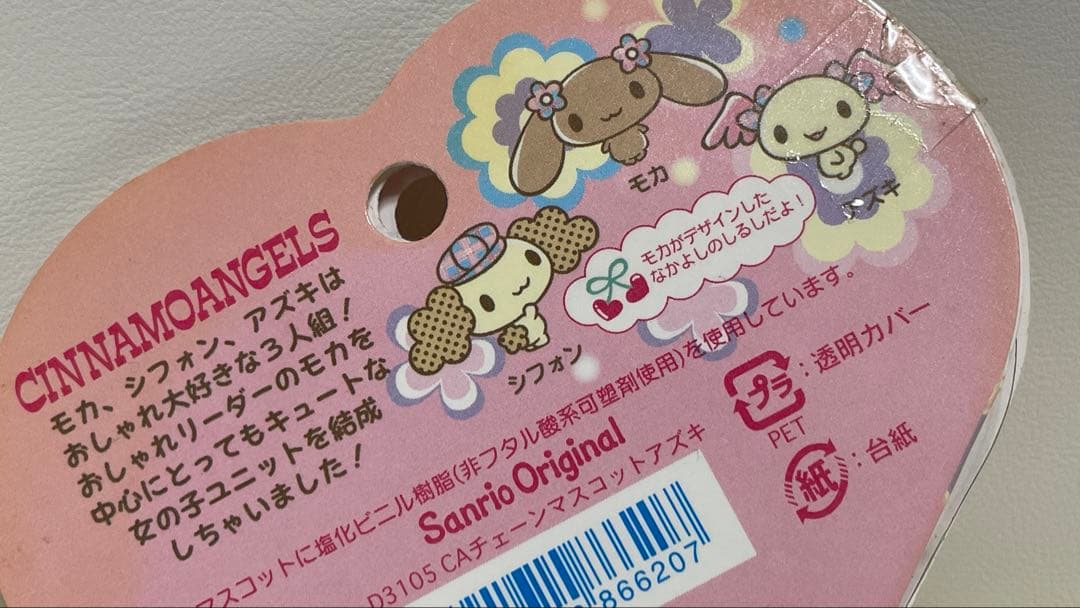 CINNAMOANGELS
モカ、シフォン、アズキは
おしゃれ大好きな3人組!
おしゃれリーダーのモカを
中心にとってもキュートな
女の子ユニットを結成
しちゃいました!
モカ
アズキ
シフォン
モカがデザインした
なかよしのしるしだよ!
マスコットに塩化ビニル樹脂(非フタル酸系可塑剤使用)を使用しています。
Sanrio Original
D3105 CAチェーンマスコットアズキ
866207
プラ:透明カバー
PET
紙:台紙